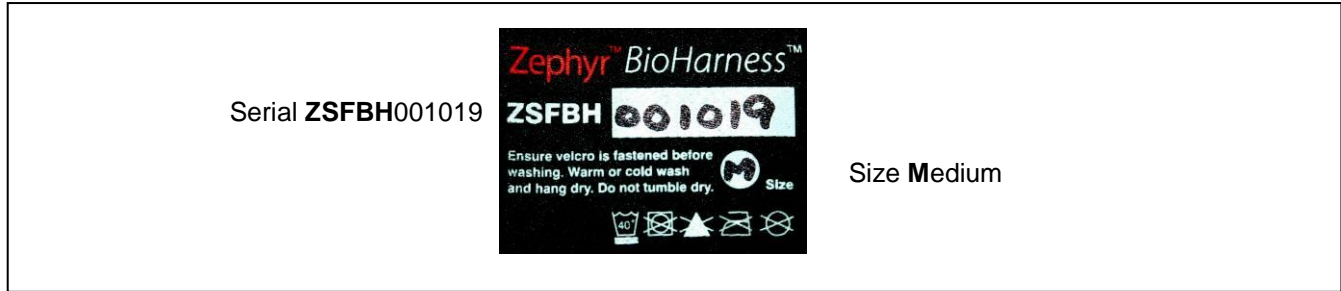 Serial ZSFBH001019
Zephyr™ BioHarness™
ZSFBH 001019
Ensure velcro is fastened before
washing. Warm or cold wash
and hang dry. Do not tumble dry.
M Size
Size Medium
40°